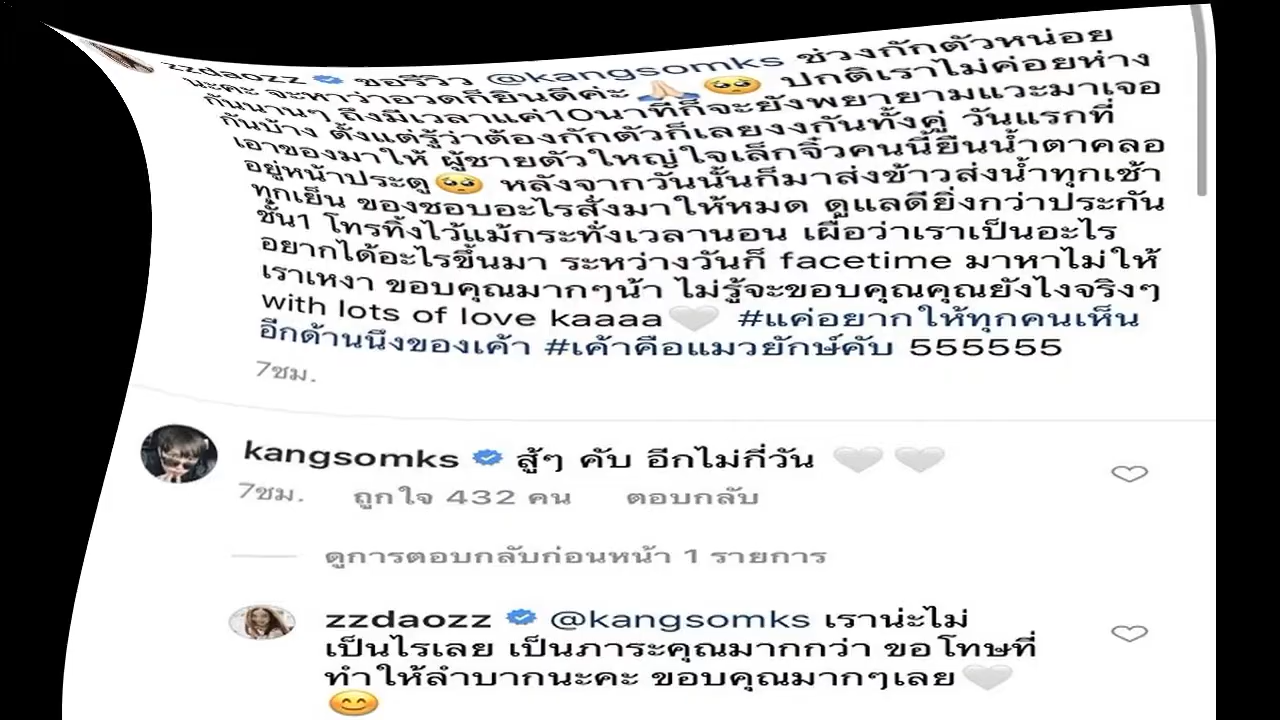 zzdaozz ขอรีวิว @kangsomks ช่วงกักตัวหน่อย
นะคะ จะหาว่าอวดก็ยินดีค่ะ 🙏🏻🥺 ปกติเราไม่ค่อยห่าง
กันนานๆ ถึงมีเวลาแค่10นาทีก็จะยังพยายามแวะมาเจอ
กันบ้าง ตั้งแต่รู้ว่าต้องกักตัวก็เลยงงกันทั้งคู่ วันแรกที่
เอาของมาให้ ผู้ชายตัวใหญ่ใจเล็กจิ๋วคนนี้ยืนน้ำตาคลอ
อยู่หน้าประตู🥺 หลังจากวันนั้นก็มาส่งข้าวส่งน้ำทุกเช้า
ทุกเย็น ของชอบอะไรสั่งมาให้หมด ดูแลดียิ่งกว่าประกัน
ชั้น1 โทรทิ้งไว้แม้กระทั่งเวลานอน เผื่อว่าเราเป็นอะไร
อยากได้อะไรขึ้นมา ระหว่างวันก็ facetime มาหาไม่ให้
เราเหงา ขอบคุณมากๆน้า ไม่รู้จะขอบคุณคุณยังไงจริงๆ
with lots of love kaaaa🤍 #แค่อยากให้ทุกคนเห็น
อีกด้านนึงของเค้า #เค้าคือแมวยักษ์คับ 555555
7ชม.
kangsomks สู้ๆ คับ อีกไม่กี่วัน 🤍🤍
7ชม. ถูกใจ 432 คน ตอบกลับ
ดูการตอบกลับก่อนหน้า 1 รายการ
zzdaozz @kangsomks เราน่ะไม่
เป็นไรเลย เป็นภาระคุณมากกว่า ขอโทษที่
ทำให้ลำบากนะคะ ขอบคุณมากๆเลย🤍
😊